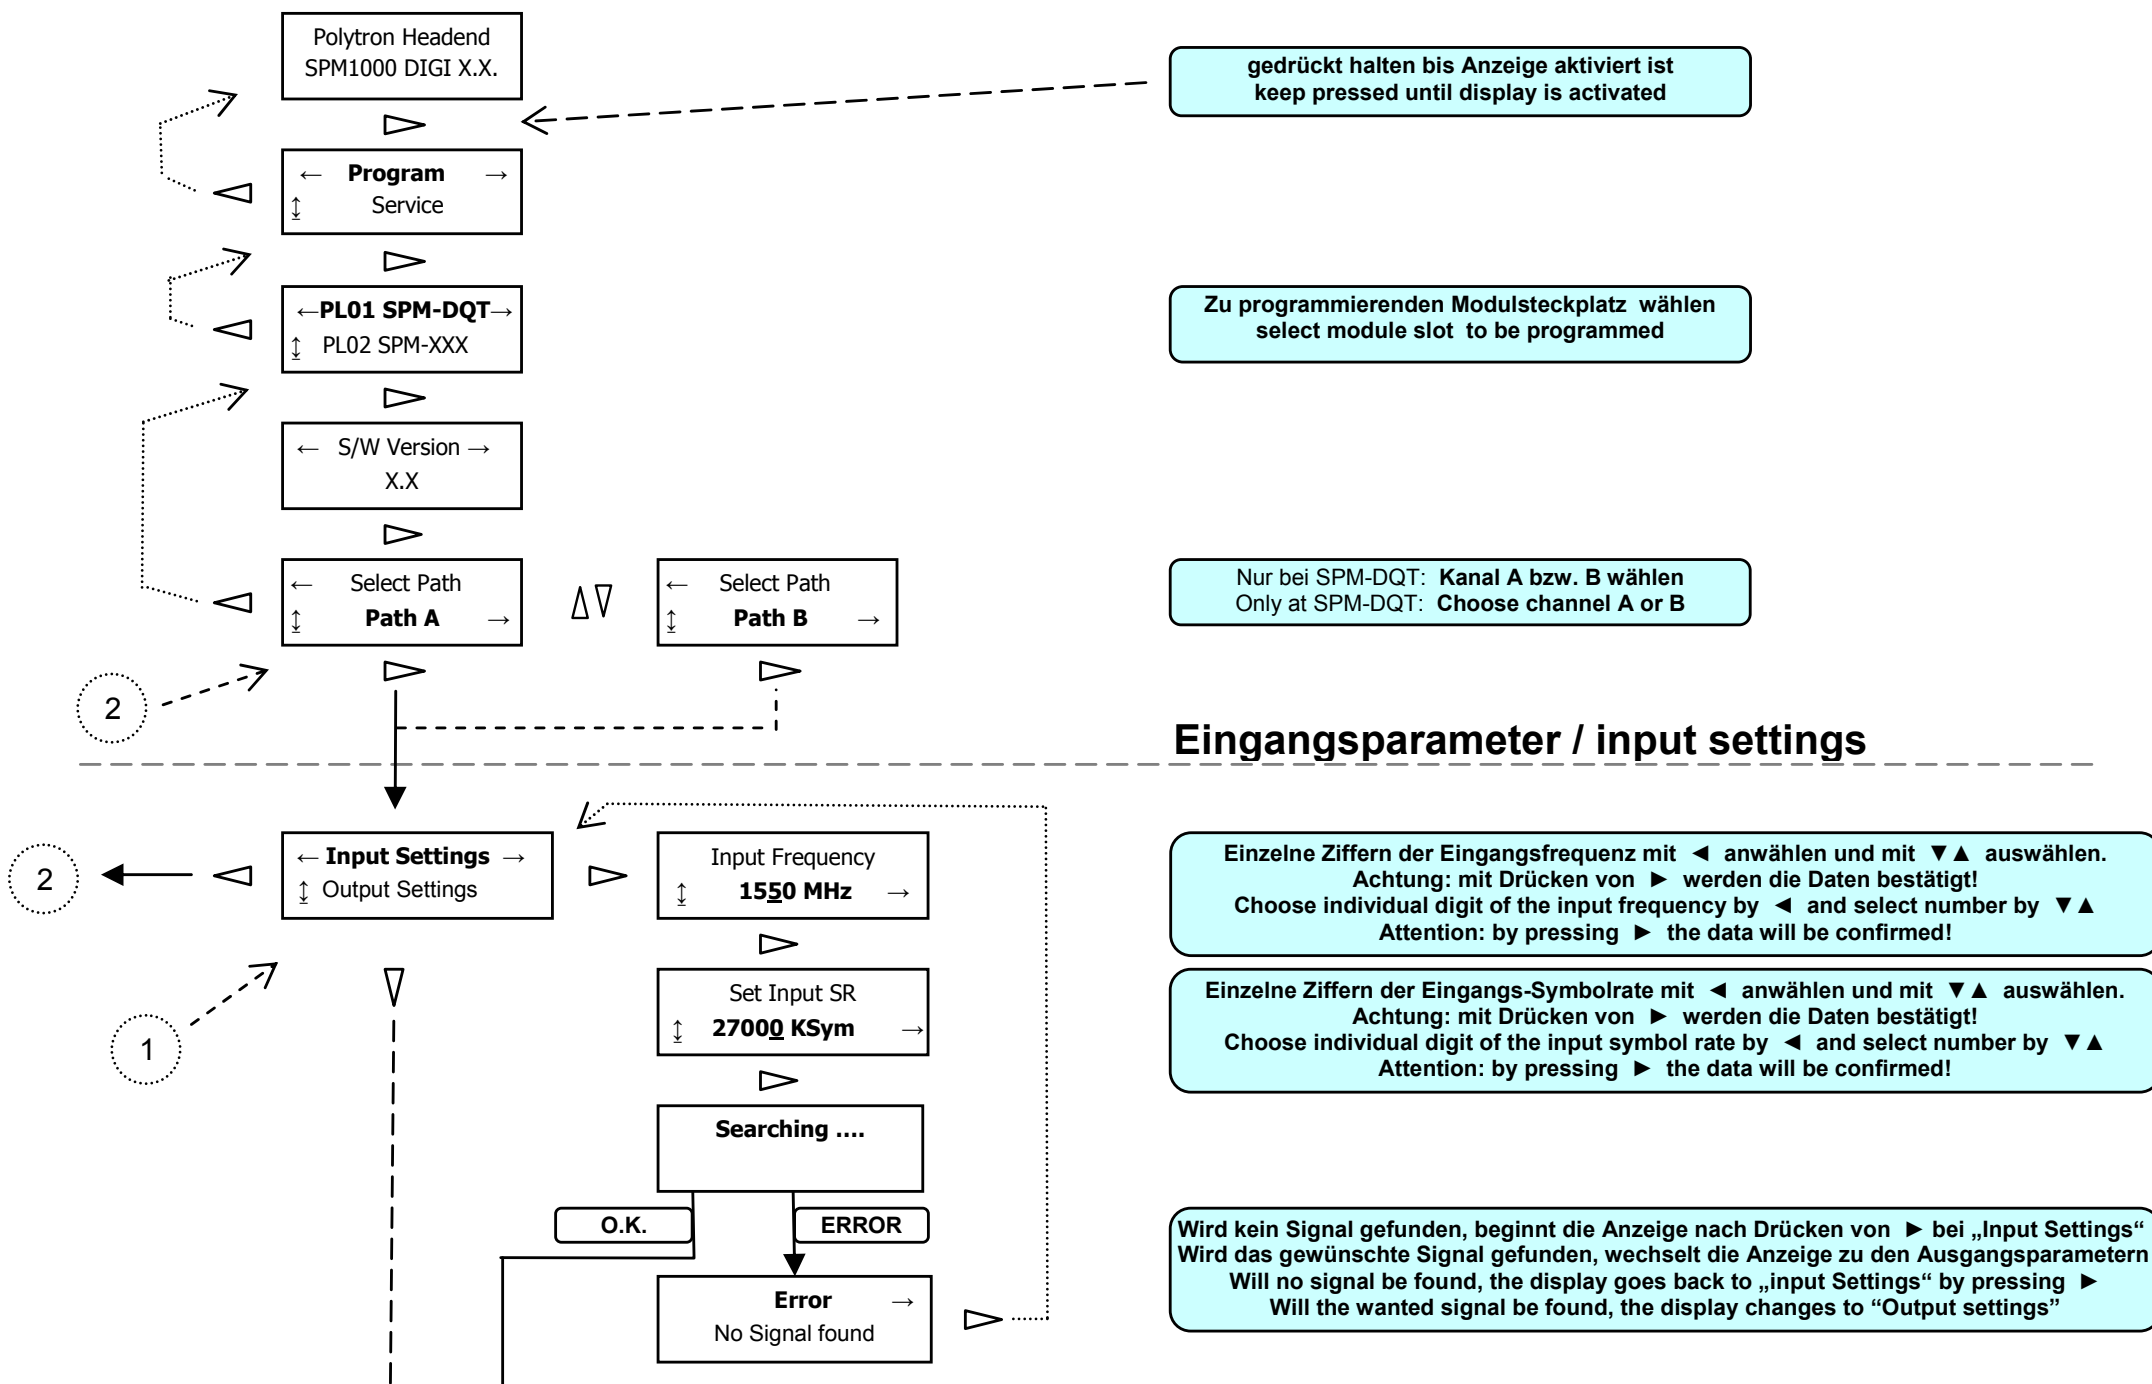 Polytron Headend
SPM1000 DIGI X.X.
gedrückt halten bis Anzeige aktiviert ist
keep pressed until display is activated
← Program →
↨ Service
←PL01 SPM-DQT→
↨ PL02 SPM-XXX
Zu programmierenden Modulsteckplatz wählen
select module slot to be programmed
← S/W Version →
X.X
← Select Path
↨ Path A →
← Select Path
↨ Path B →
Nur bei SPM-DQT: Kanal A bzw. B wählen
Only at SPM-DQT: Choose channel A or B
2
Eingangsparameter / input settings
2
← Input Settings →
↨ Output Settings
Input Frequency
↨ 1550 MHz →
Einzelne Ziffern der Eingangsfrequenz mit ◄ anwählen und mit ▼▲ auswählen.
Achtung: mit Drücken von ► werden die Daten bestätigt!
Choose individual digit of the input frequency by ◄ and select number by ▼▲
Attention: by pressing ► the data will be confirmed!
1
Set Input SR
↨ 27000 KSym →
Einzelne Ziffern der Eingangs-Symbolrate mit ◄ anwählen und mit ▼▲ auswählen.
Achtung: mit Drücken von ► werden die Daten bestätigt!
Choose individual digit of the input symbol rate by ◄ and select number by ▼▲
Attention: by pressing ► the data will be confirmed!
Searching ....
O.K.
ERROR
Error →
No Signal found
Wird kein Signal gefunden, beginnt die Anzeige nach Drücken von ► bei „Input Settings“
Wird das gewünschte Signal gefunden, wechselt die Anzeige zu den Ausgangsparametern
Will no signal be found, the display goes back to „input Settings“ by pressing ►
Will the wanted signal be found, the display changes to “Output settings”